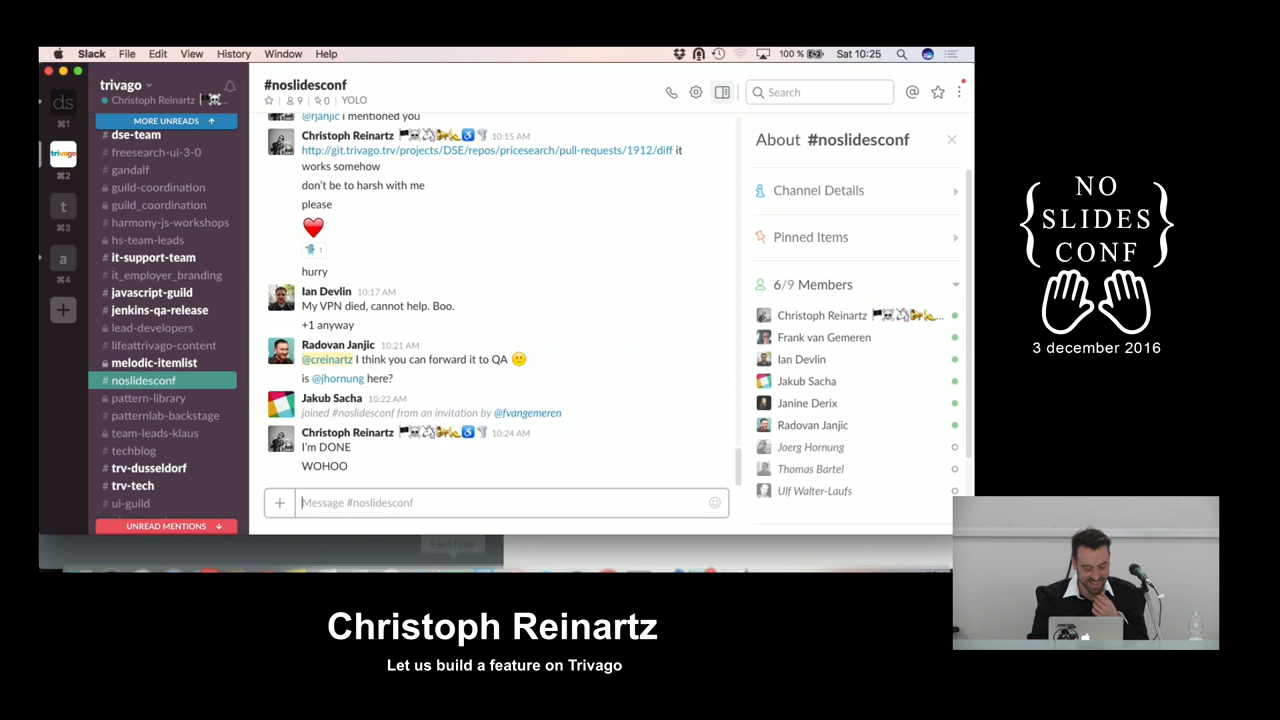 Slack File Edit View History Window Help 100 % Sat 10:25
trivago
Christoph Reinartz
MORE UNREADS
# dse-team
# freesearch-ui-3-0
# gandalf
guild-coordination
guild_coordination
# harmony-js-workshops
hs-team-leads
# it-support-team
# it_employer_branding
# javascript-guild
# jenkins-qa-release
lead-developers
# lifeattrivago-content
melodic-itemlist
# noslidesconf
# pattern-library
# patternlab-backstage
team-leads-klaus
# techblog
# trv-dusseldorf
# trv-tech
# ui-guild
UNREAD MENTIONS
ds
⌘1
trivago
⌘2
t
⌘3
a
⌘4
#noslidesconf
9 | 0 | YOLO
Search
@rjanjic I mentioned you
Christoph Reinartz 10:15 AM
http://git.trivago.trv/projects/DSE/repos/pricesearch/pull-requests/1912/diff it
works somehow
don't be to harsh with me
please
1
hurry
Ian Devlin 10:17 AM
My VPN died, cannot help. Boo.
+1 anyway
Radovan Janjic 10:21 AM
@creinartz I think you can forward it to QA
is @jhornung here?
Jakub Sacha 10:22 AM
joined #noslidesconf from an invitation by @fvangemeren
Christoph Reinartz 10:24 AM
I'm DONE
WOHOO
Message #noslidesconf
About #noslidesconf
Channel Details
Pinned Items
6/9 Members
Christoph Reinartz ...
Frank van Gemeren
Ian Devlin
Jakub Sacha
Janine Derix
Radovan Janjic
Joerg Hornung
Thomas Bartel
Ulf Walter-Laufs
NO
SLIDES
CONF
3 december 2016
Christoph Reinartz
Let us build a feature on Trivago